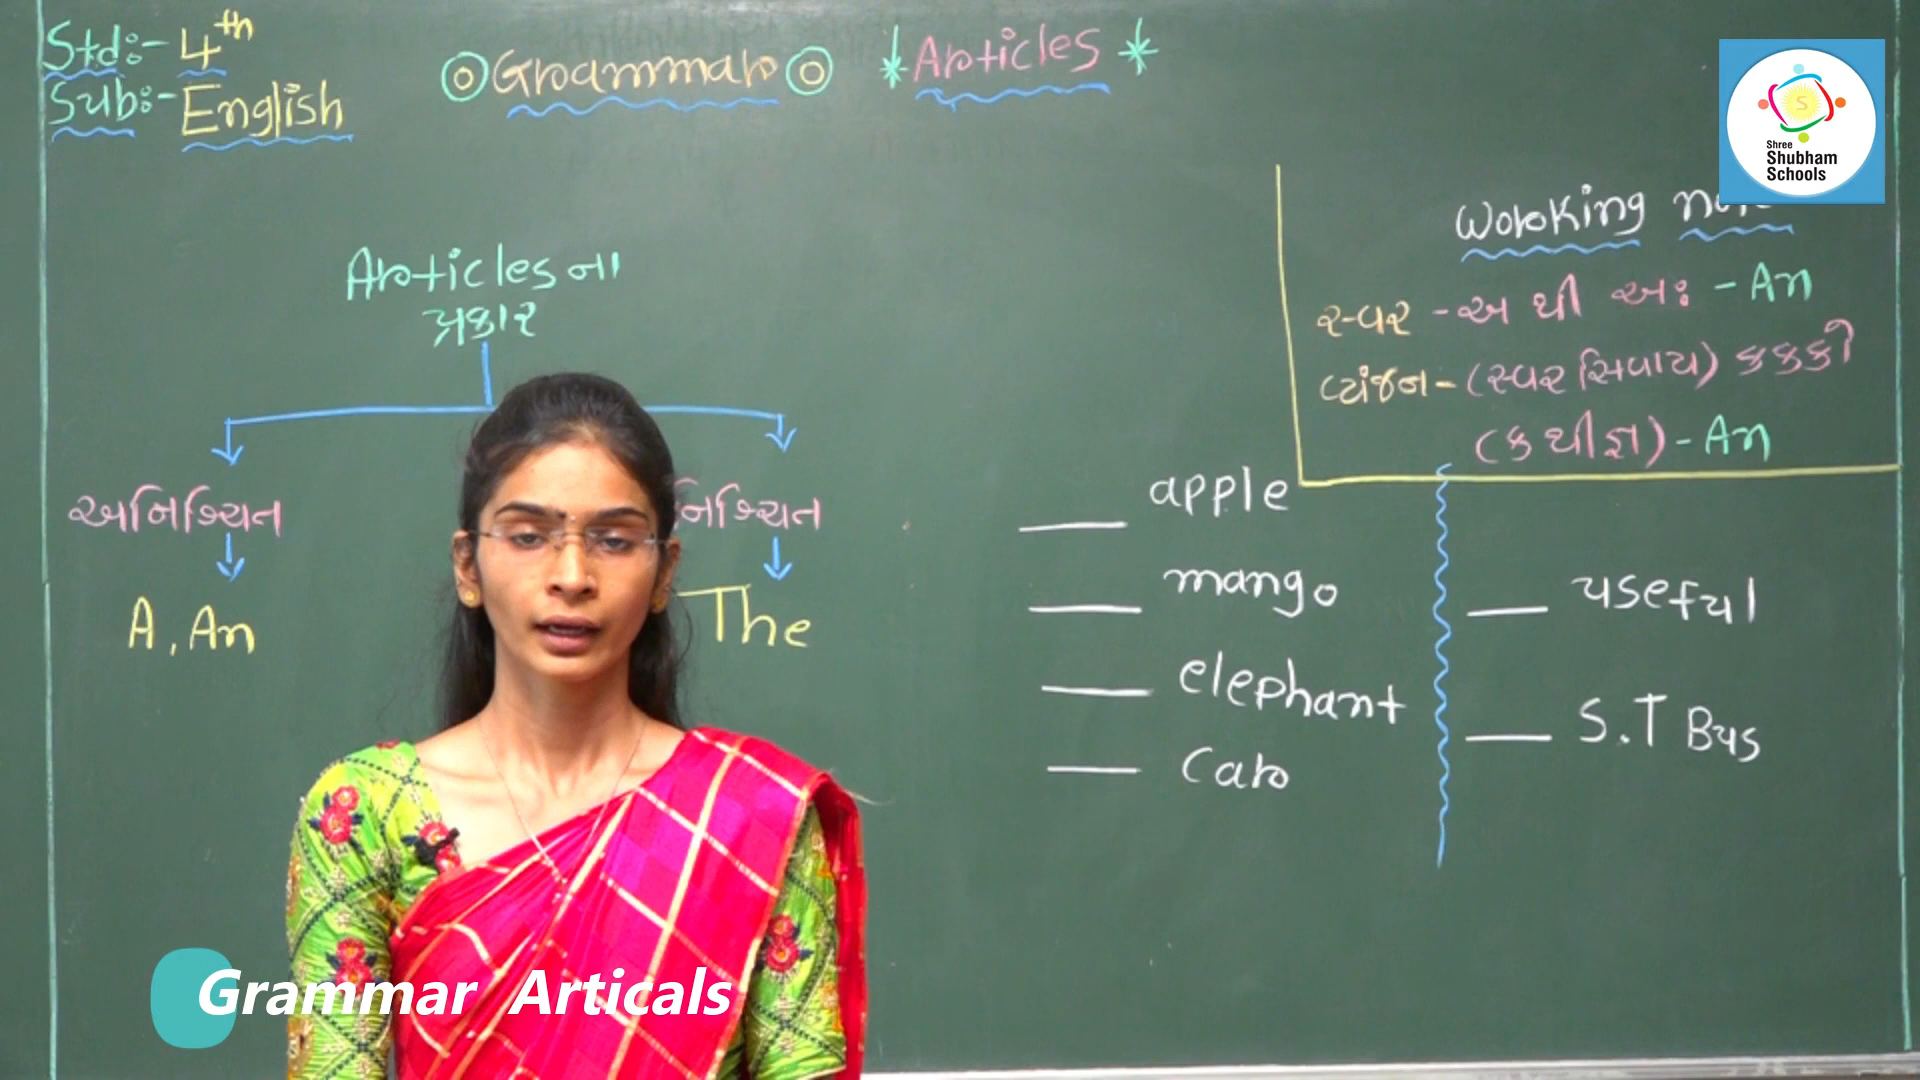 Std:- 4th
Sub:- English
Grammar
Articles
Shree
Shubham
Schools
Working
Articles ના
પ્રકાર
સ્વર - અ થી અઃ - An
વ્યંજન - (સ્વર સિવાય) કક્કો
(ક થી જ્ઞ) - An
અનિશ્ચિત
નિશ્ચિત
A, An
The
___ apple
___ mango
___ elephant
___ Car
___ useful
___ S.T Bus
Grammar Articals